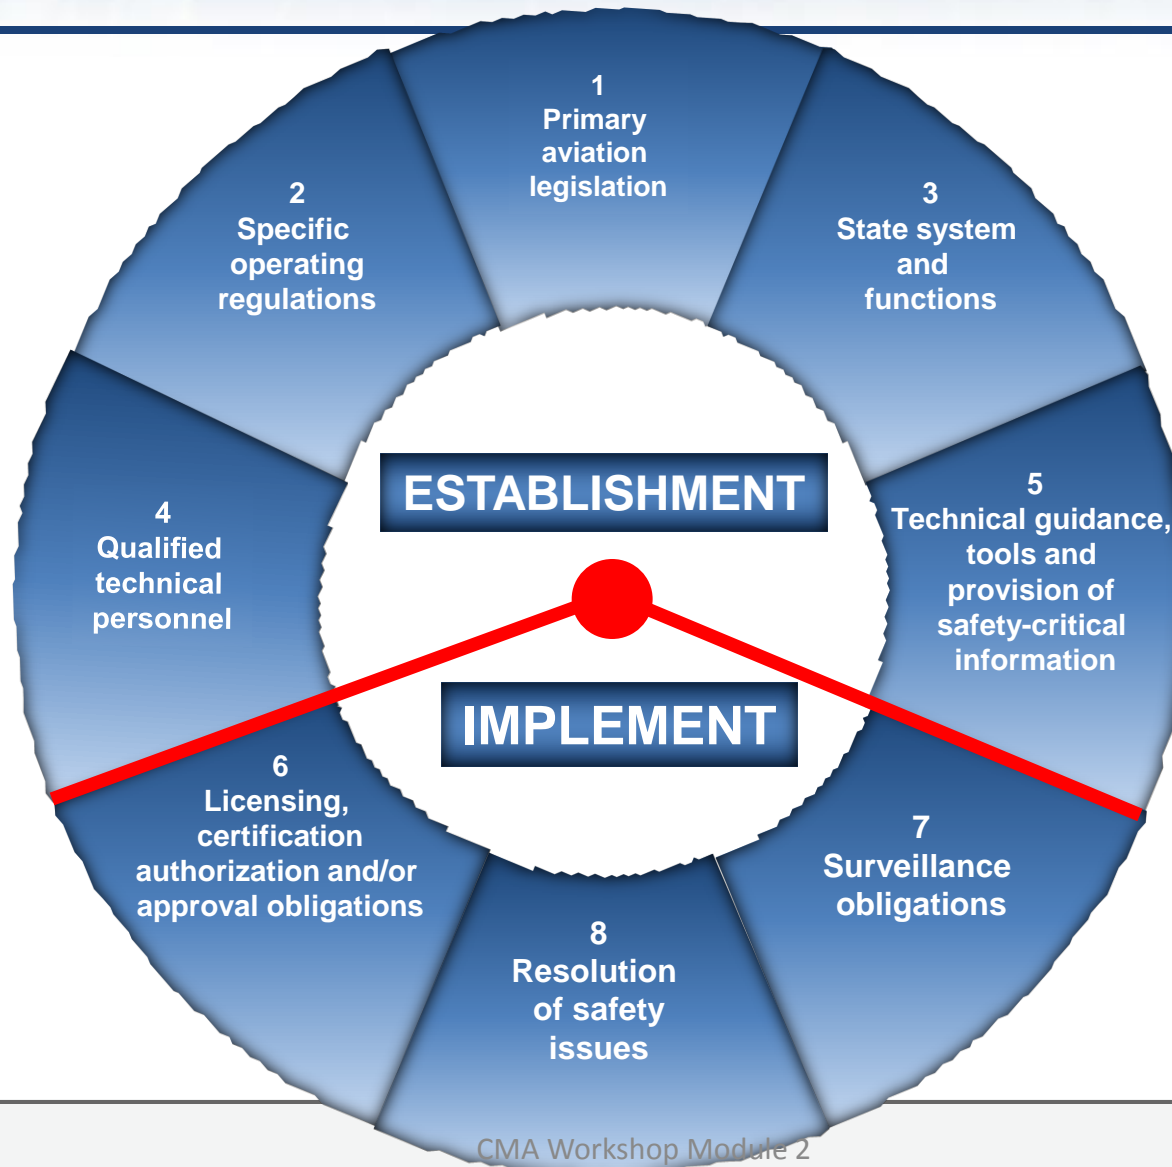 1
Primary
aviation
legislation
2
Specific
operating
regulations
3
State system
and
functions
4
Qualified
technical
personnel
ESTABLISHMENT
5
Technical guidance,
tools and
provision of
safety-critical
information
IMPLEMENT
6
Licensing,
certification
authorization and/or
approval obligations
7
Surveillance
obligations
8
Resolution
of safety
issues
CMA Workshop Module 2